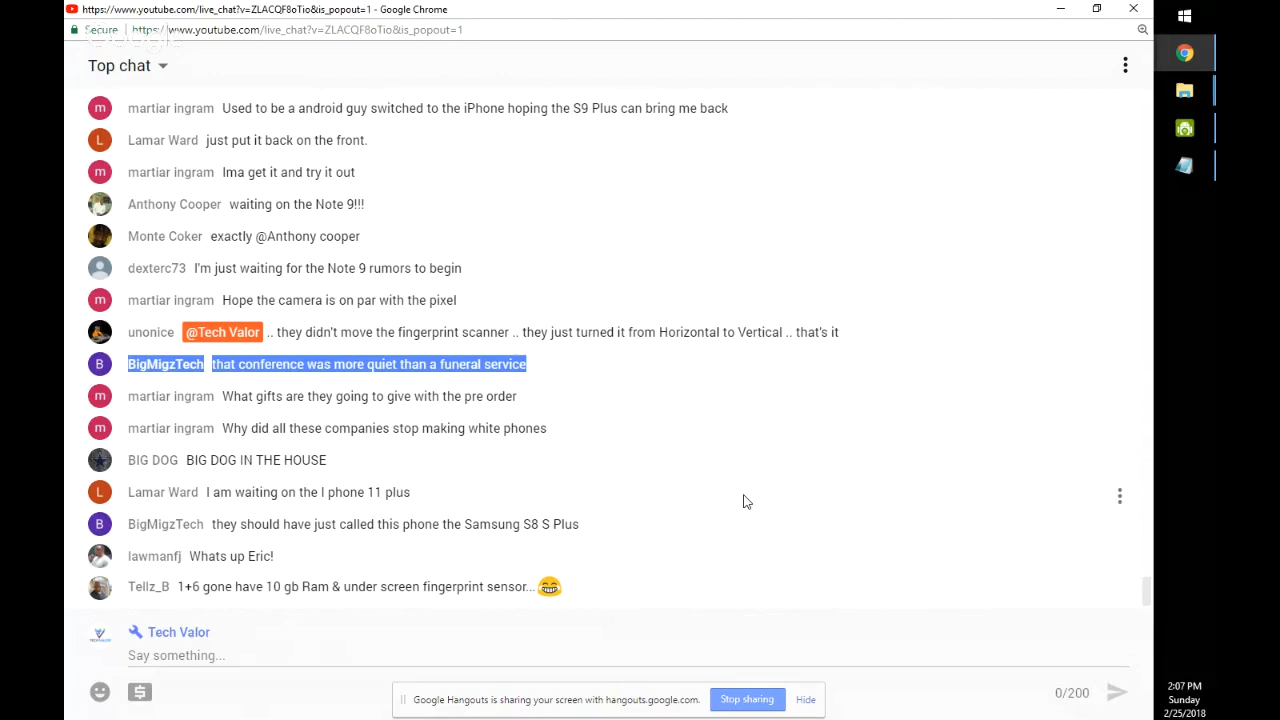 https://www.youtube.com/live_chat?v=ZLACQF8oTio&is_popout=1 - Google Chrome
Secure https://www.youtube.com/live_chat?v=ZLACQF8oTio&is_popout=1
Top chat
martiar ingram Used to be a android guy switched to the iPhone hoping the S9 Plus can bring me back
Lamar Ward just put it back on the front.
martiar ingram Ima get it and try it out
Anthony Cooper waiting on the Note 9!!!
Monte Coker exactly @Anthony cooper
dexterc73 I'm just waiting for the Note 9 rumors to begin
martiar ingram Hope the camera is on par with the pixel
unonice @Tech Valor .. they didn't move the fingerprint scanner .. they just turned it from Horizontal to Vertical .. that's it
BigMigzTech that conference was more quiet than a funeral service
martiar ingram What gifts are they going to give with the pre order
martiar ingram Why did all these companies stop making white phones
BIG DOG BIG DOG IN THE HOUSE
Lamar Ward I am waiting on the I phone 11 plus
BigMigzTech they should have just called this phone the Samsung S8 S Plus
lawmanfj Whats up Eric!
Tellz_B 1+6 gone have 10 gb Ram & under screen fingerprint sensor... 😁
Tech Valor
Say something...
0/200
Google Hangouts is sharing your screen with hangouts.google.com. Stop sharing Hide
2:07 PM
Sunday
2/25/2018